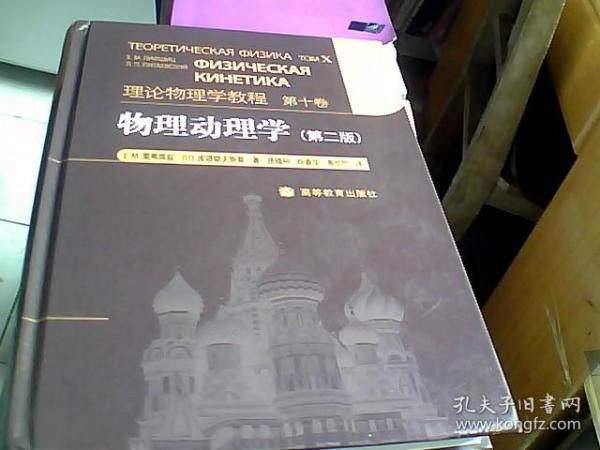 ТЕОРЕТИЧЕСКАЯ ФИЗИКА ТОМ X
Е. М. ЛИФШИЦ
Л. П. ПИТАЕВСКИЙ
ФИЗИЧЕСКАЯ
КИНЕТИКА
理论物理学教程 第十卷
物理动理学(第二版)
高等教育出版社
孔夫子旧书网
www.kongfz.com